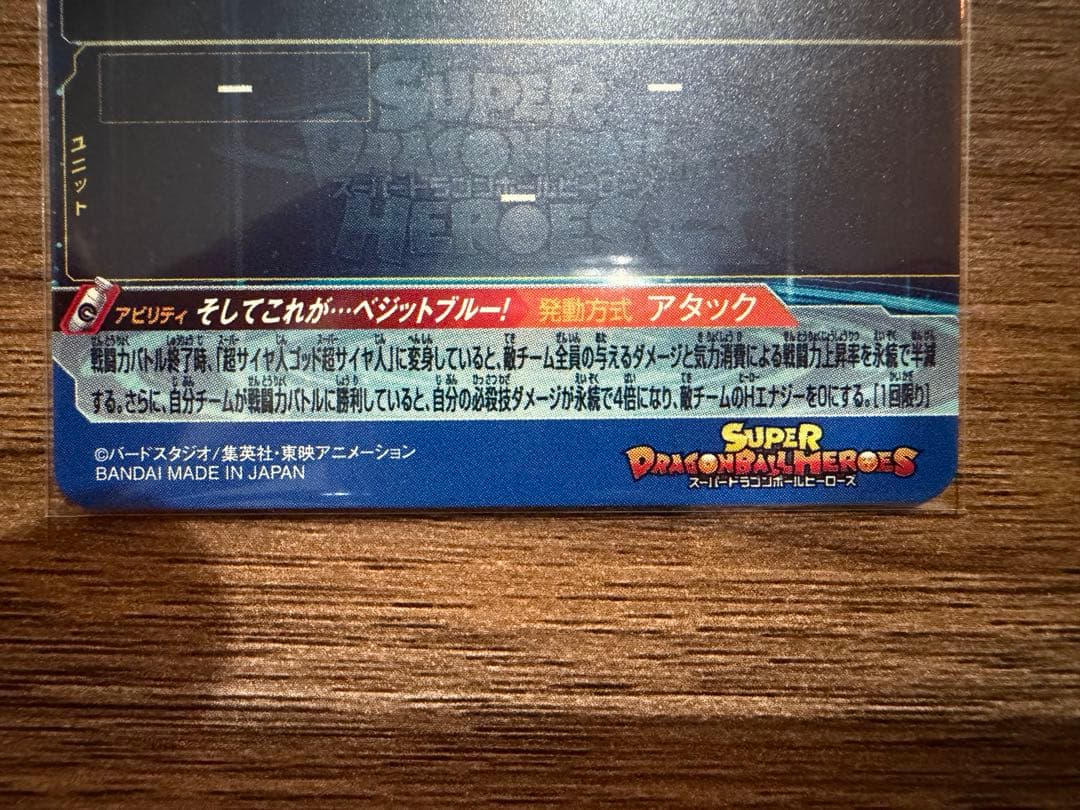 SUPER
DRAGONBALL
スーパードラゴンボールヒーローズ
HEROES
ユニット
アビリティ そしてこれが…ベジットブルー! 発動方式 アタック
戦闘力バトル終了時、「超サイヤ人ゴッド超サイヤ人」に変身していると、敵チーム全員の与えるダメージと気力消費による戦闘力上昇率を永続で半減
する。さらに、自分チームが戦闘力バトルに勝利していると、自分の必殺技ダメージが永続で4倍になり、敵チームのHエナジーを0にする。[1回限り]
©バードスタジオ/集英社・東映アニメーション
BANDAI MADE IN JAPAN
SUPER
DRAGONBALL HEROES
スーパードラゴンボールヒーローズ